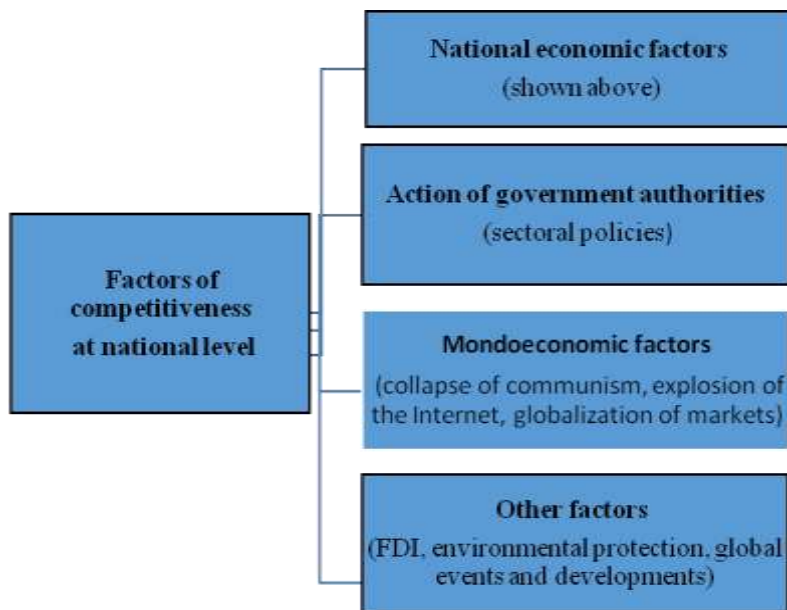 National economic factors
(shown above)
Action of government authorities
(sectoral policies)
Factors of
competitiveness
at national level
Mondoeconomic factors
(collapse of communism, explosion of
the Internet, globalization of markets)
Other factors
(FDI, environmental protection, global
events and developments)